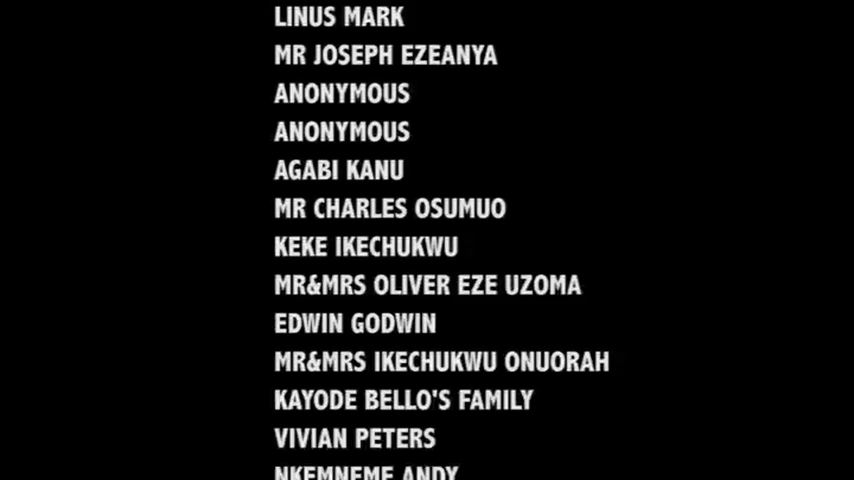 LINUS MARK
MR JOSEPH EZEANYA
ANONYMOUS
ANONYMOUS
AGABI KANU
MR CHARLES OSUMUO
KEKE IKECHUKWU
MR&MRS OLIVER EZE UZOMA
EDWIN GODWIN
MR&MRS IKECHUKWU ONUORAH
KAYODE BELLO'S FAMILY
VIVIAN PETERS
NKEMNEME ANDY